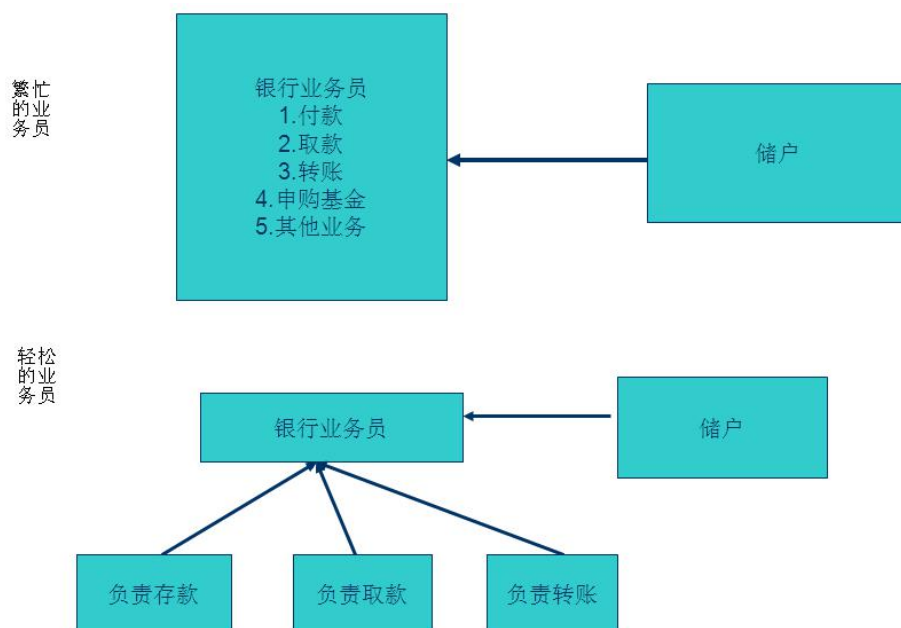 繁忙
的业
务员
银行业务员
1.付款
2.取款
3.转账
4.申购基金
5.其他业务
储户
轻松
的业
务员
银行业务员
储户
负责存款
负责取款
负责转账